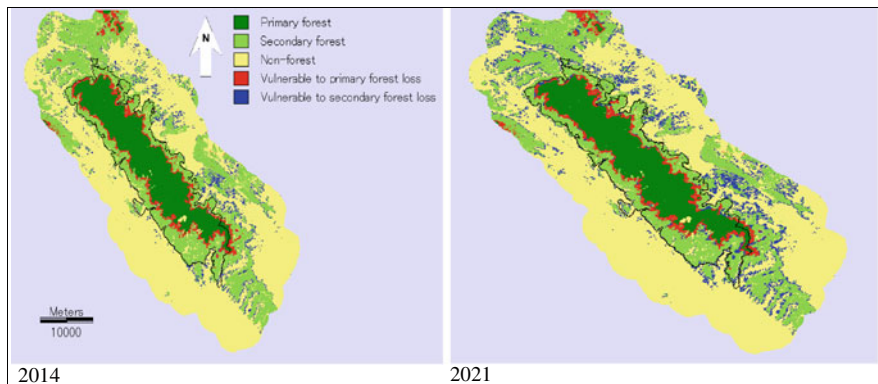 N
Primary forest
Secondary forest
Non-forest
Vulnerable to primary forest loss
Vulnerable to secondary forest loss
Meters
10000
2014
2021